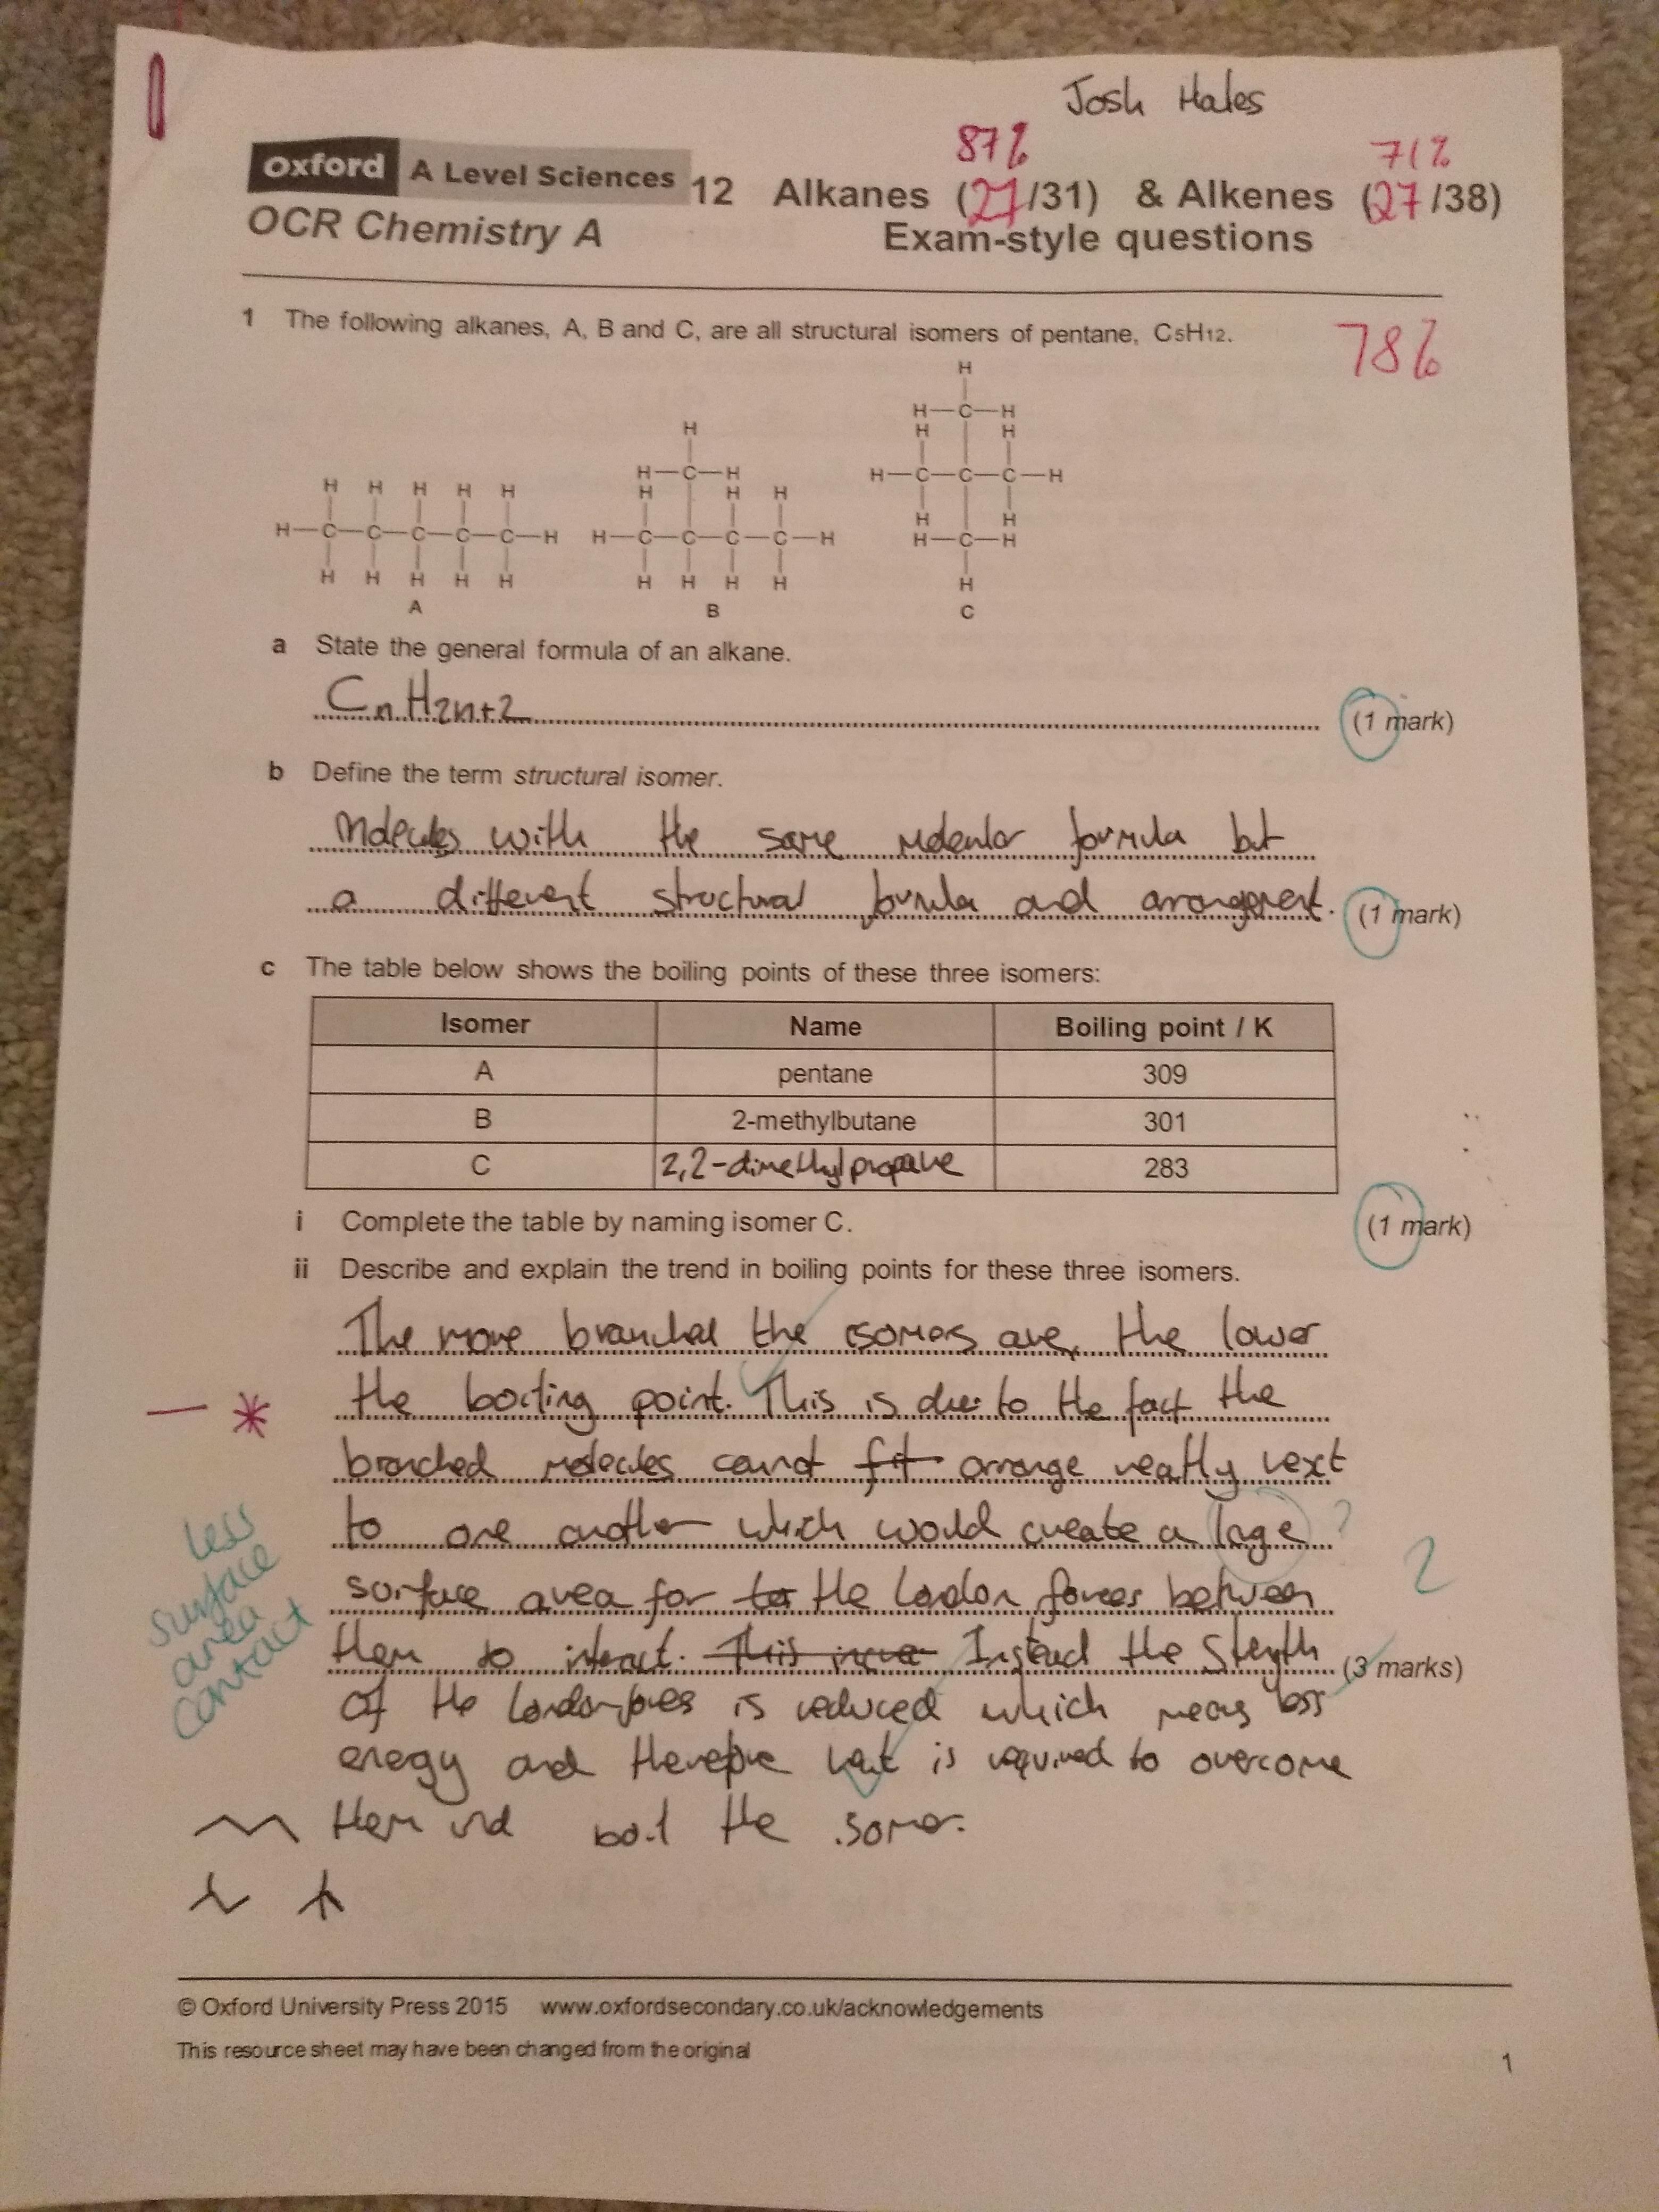 Josh Hales
87% 71%
Oxford A Level Sciences 12 Alkanes (27/31) & Alkenes (27/38)
OCR Chemistry A Exam-style questions
1 The following alkanes, A, B and C, are all structural isomers of pentane, C5H12.
78%
H
H—C—H
H H
H—C—C—C—H
H H
H—C—H
H
C
H
H—C—H
H H H
H—C—C—C—C—H
H H H H
B
H H H H H
H—C—C—C—C—C—H
H H H H H
A
a State the general formula of an alkane.
CnH2n+2 (1 mark)
b Define the term structural isomer.
Molecules with the same molecular formula but
a different structural formula and arrangement. (1 mark)
c The table below shows the boiling points of these three isomers:
Isomer Name Boiling point / K
A pentane 309
B 2-methylbutane 301
C 2,2-dimethylpropane 283
i Complete the table by naming isomer C. (1 mark)
ii Describe and explain the trend in boiling points for these three isomers.
The more branched the isomers are, the lower
the boiling point. This is due to the fact the
branched molecules cannot fit arrange neatly next
to one another which would create a large ?
surface area for to the London forces between
them to interact. This Instead the strength (3 marks)
of the London forces is reduced which means less
energy and therefore heat is required to overcome
them and boil the isomer.
less
surface
area
contact
2
© Oxford University Press 2015 www.oxfordsecondary.co.uk/acknowledgements
This resource sheet may have been changed from the original
1